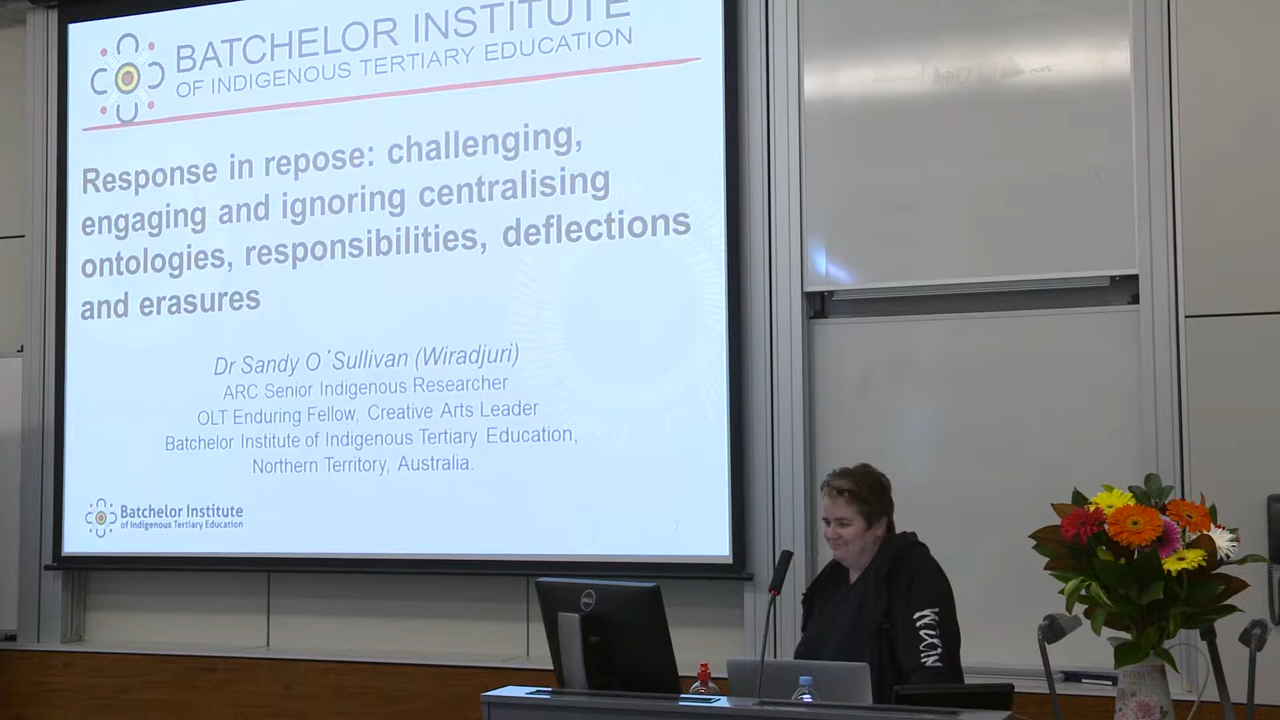 BATCHELOR INSTITUTE
OF INDIGENOUS TERTIARY EDUCATION
Response in repose: challenging,
engaging and ignoring centralising
ontologies, responsibilities, deflections
and erasures
Dr Sandy O´Sullivan (Wiradjuri)
ARC Senior Indigenous Researcher
OLT Enduring Fellow, Creative Arts Leader
Batchelor Institute of Indigenous Tertiary Education,
Northern Territory, Australia.
Batchelor Institute
of Indigenous Tertiary Education
7
DELL